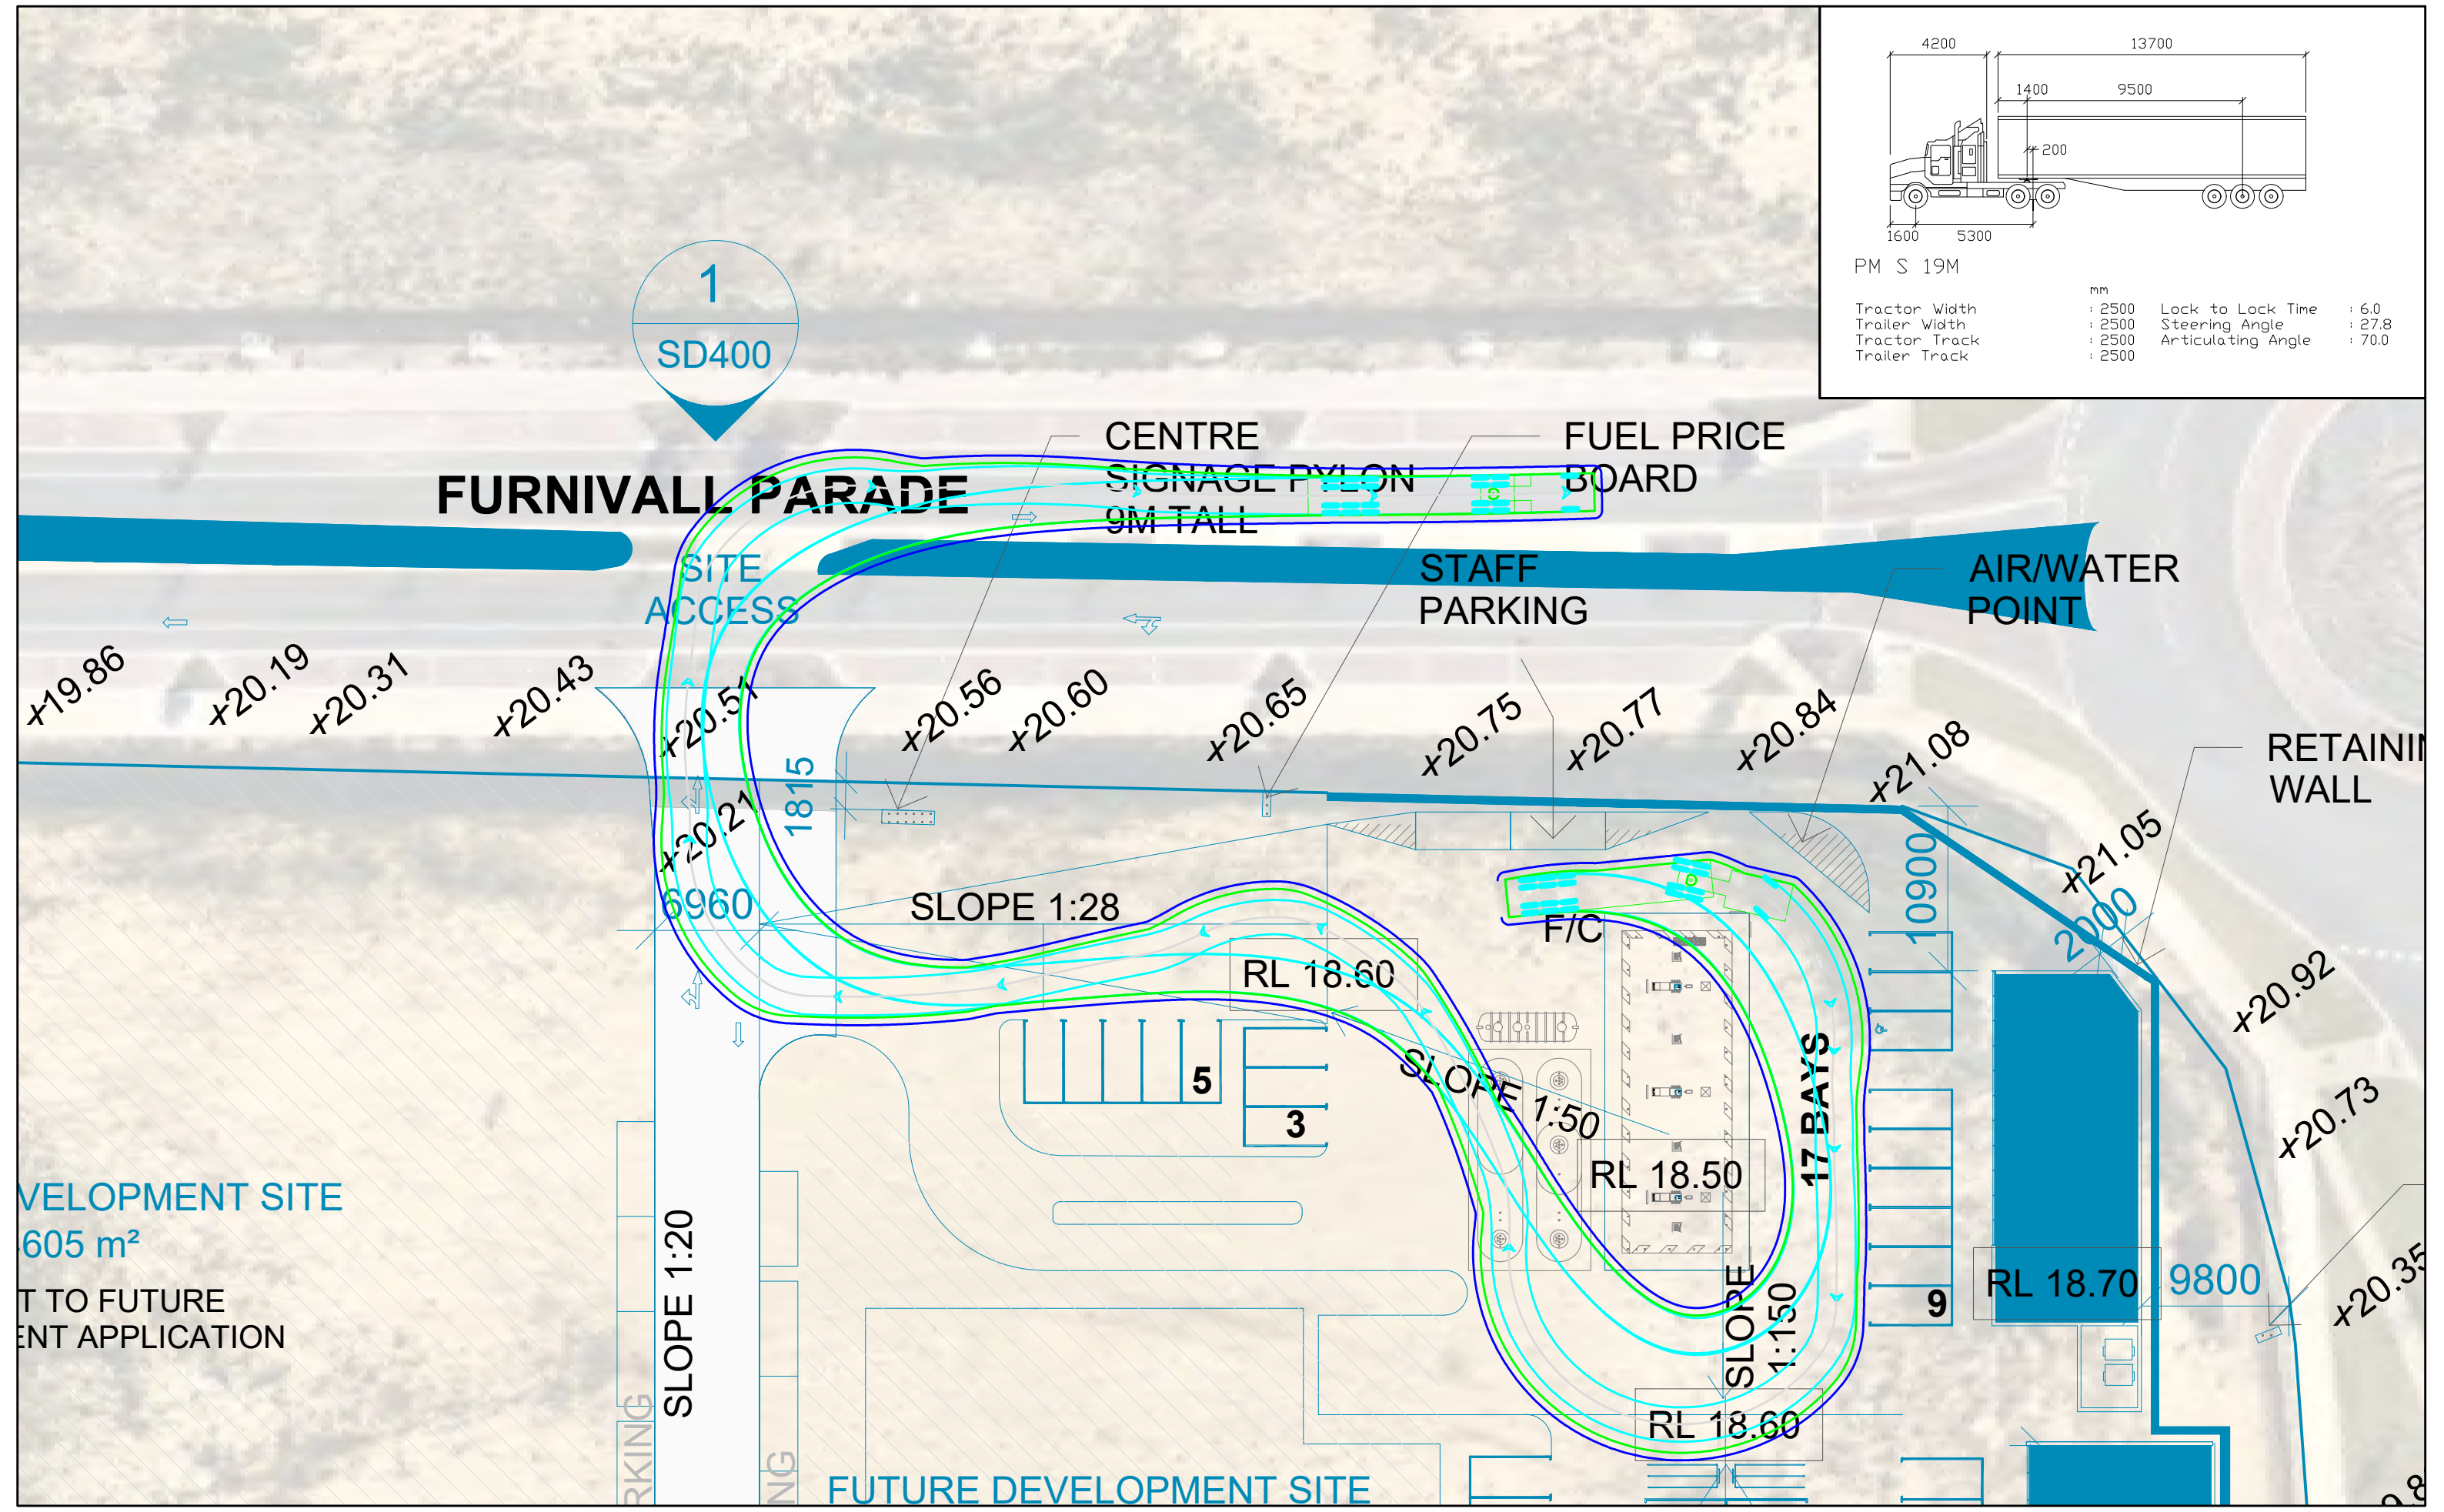 4200
13700
1400
9500
200
1600
5300
PM S 19M
mm
Tractor Width : 2500 Lock to Lock Time : 6.0
Trailer Width : 2500 Steering Angle : 27.8
Tractor Track : 2500 Articulating Angle : 70.0
Trailer Track : 2500
1
SD400
CENTRE
SIGNAGE PYLON
9M TALL
FUEL PRICE
BOARD
FURNIVALL PARADE
SITE
ACCESS
STAFF
PARKING
AIR/WATER
POINT
x19.86
x20.19
x20.31
x20.43
x20.51
x20.56
x20.60
x20.65
x20.75
x20.77
x20.84
x21.08
RETAININ
WALL
1815
x20.21
x21.05
10900
2000
6960
SLOPE 1:28
F/C
RL 18.60
x20.92
5
3
SLOPE 1:50
17 BAYS
x20.73
RL 18.50
VELOPMENT SITE
605 m²
T TO FUTURE
ENT APPLICATION
SLOPE 1:20
SLOPE
1:150
9
RL 18.70
9800
x20.35
RL 18.60
RKING
NG
FUTURE DEVELOPMENT SITE